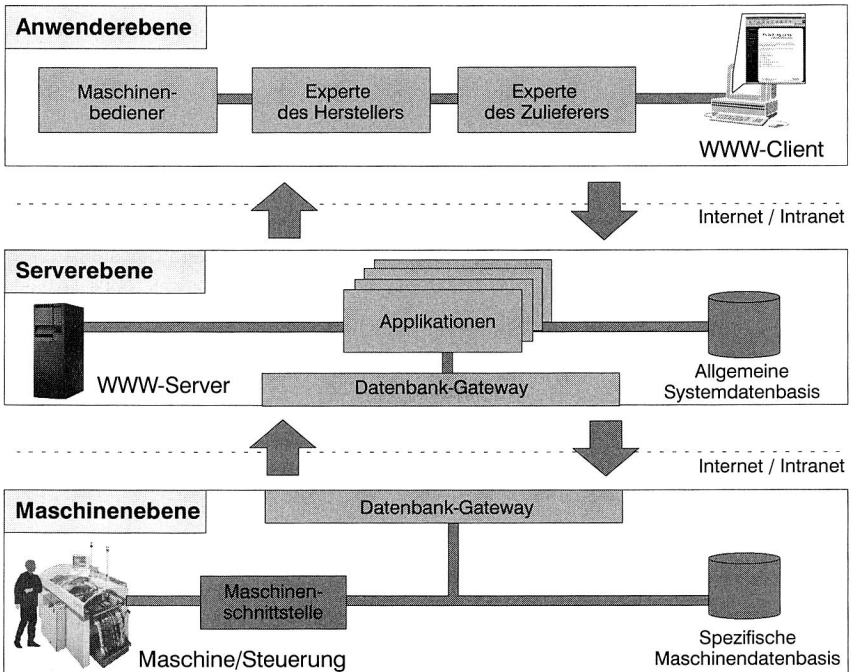 Anwenderebene
Maschinen-
bediener
Experte
des Herstellers
Experte
des Zulieferers
WWW-Client
Internet / Intranet
Serverebene
Applikationen
WWW-Server
Datenbank-Gateway
Allgemeine
Systemdatenbasis
Internet / Intranet
Maschinenebene
Datenbank-Gateway
Maschinen-
schnittstelle
Maschine/Steuerung
Spezifische
Maschinendatenbasis